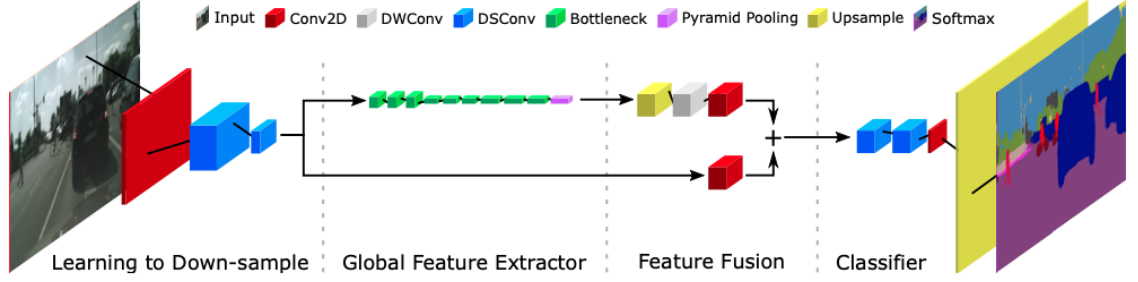 Input Conv2D DWConv DSConv Bottleneck Pyramid Pooling Upsample Softmax
+
Learning to Down-sample Global Feature Extractor Feature Fusion Classifier